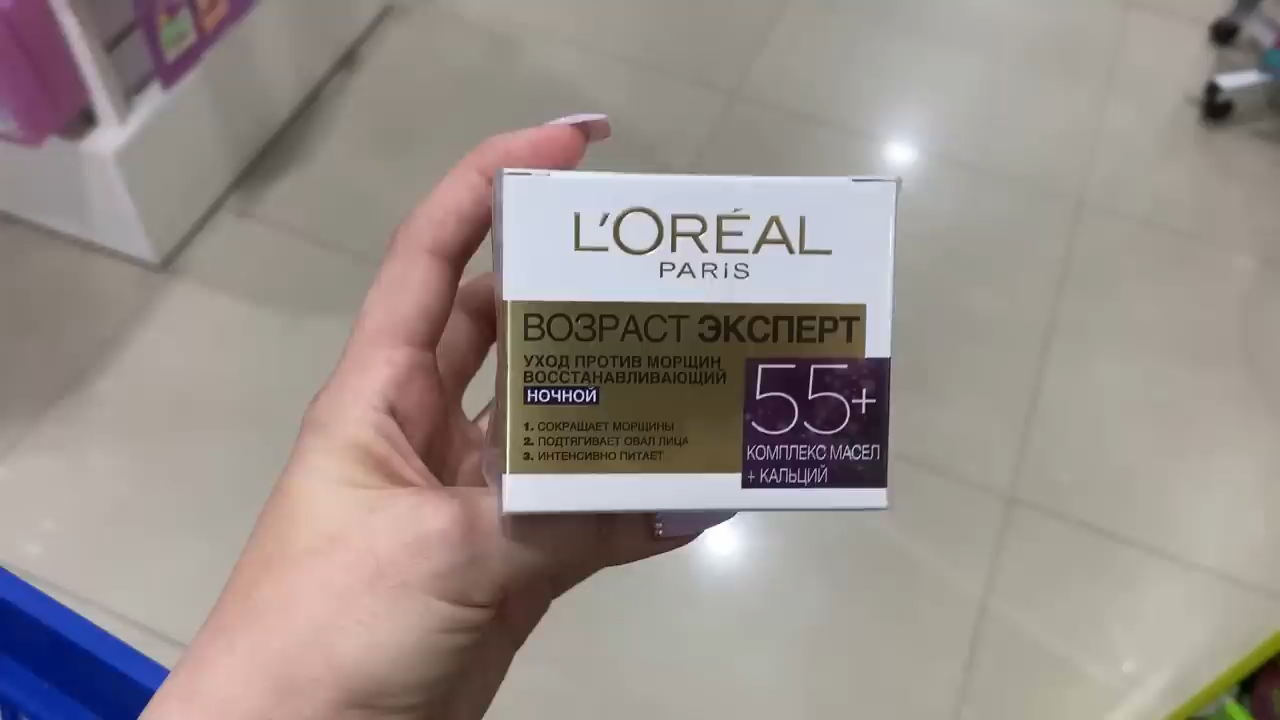 L'ORÉAL
PARIS
ВОЗРАСТ ЭКСПЕРТ
УХОД ПРОТИВ МОРЩИН
ВОССТАНАВЛИВАЮЩИЙ
НОЧНОЙ
1. СОКРАЩАЕТ МОРЩИНЫ
2. ПОДТЯГИВАЕТ ОВАЛ ЛИЦА
3. ИНТЕНСИВНО ПИТАЕТ
55+
КОМПЛЕКС МАСЕЛ
+ КАЛЬЦИЙ